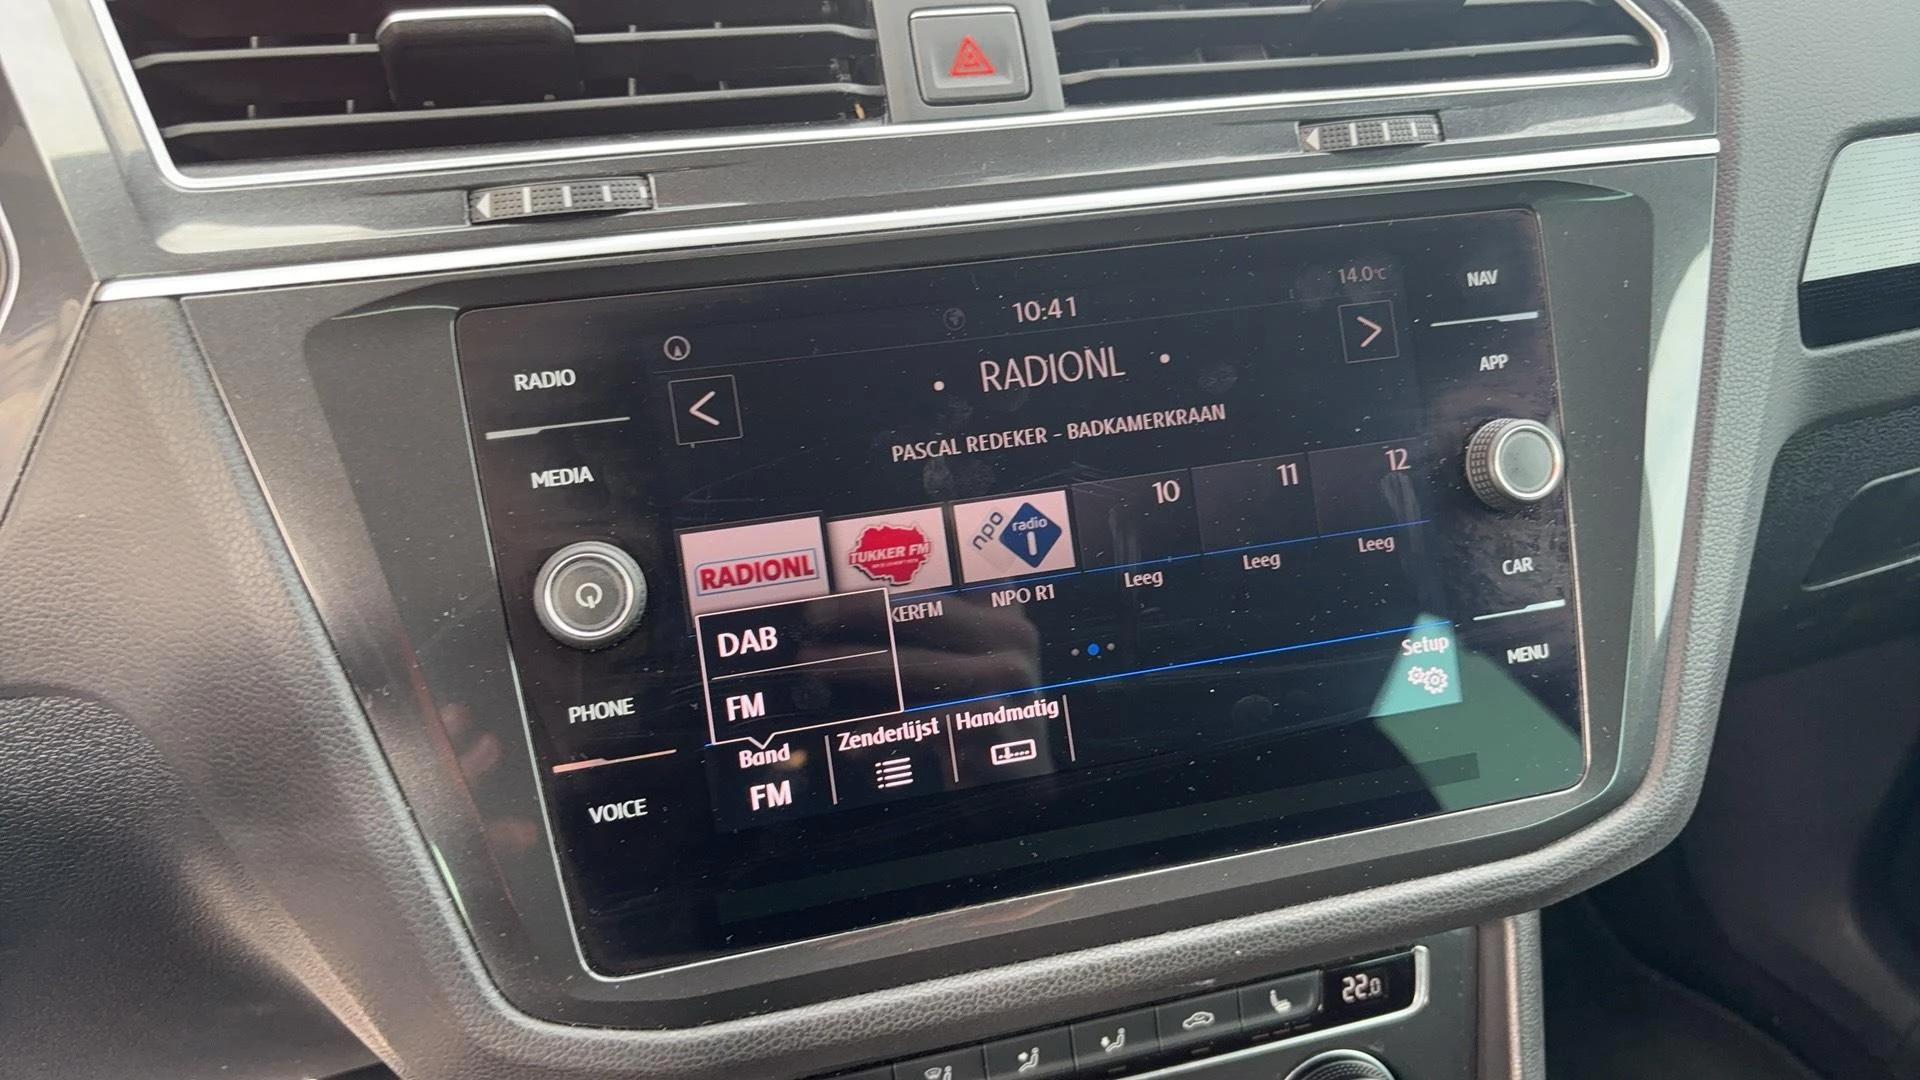 14.0°C
10:41
NAV
RADIO
• RADIONL •
APP
PASCAL REDEKER - BADKAMERKRAAN
MEDIA
10
11
12
RADIONL
TUKKER FM
npo radio 1
KERFM
NPO R1
Leeg
Leeg
Leeg
CAR
DAB
FM
Setup
MENU
PHONE
Band
FM
Zenderlijst
Handmatig
VOICE
22.0